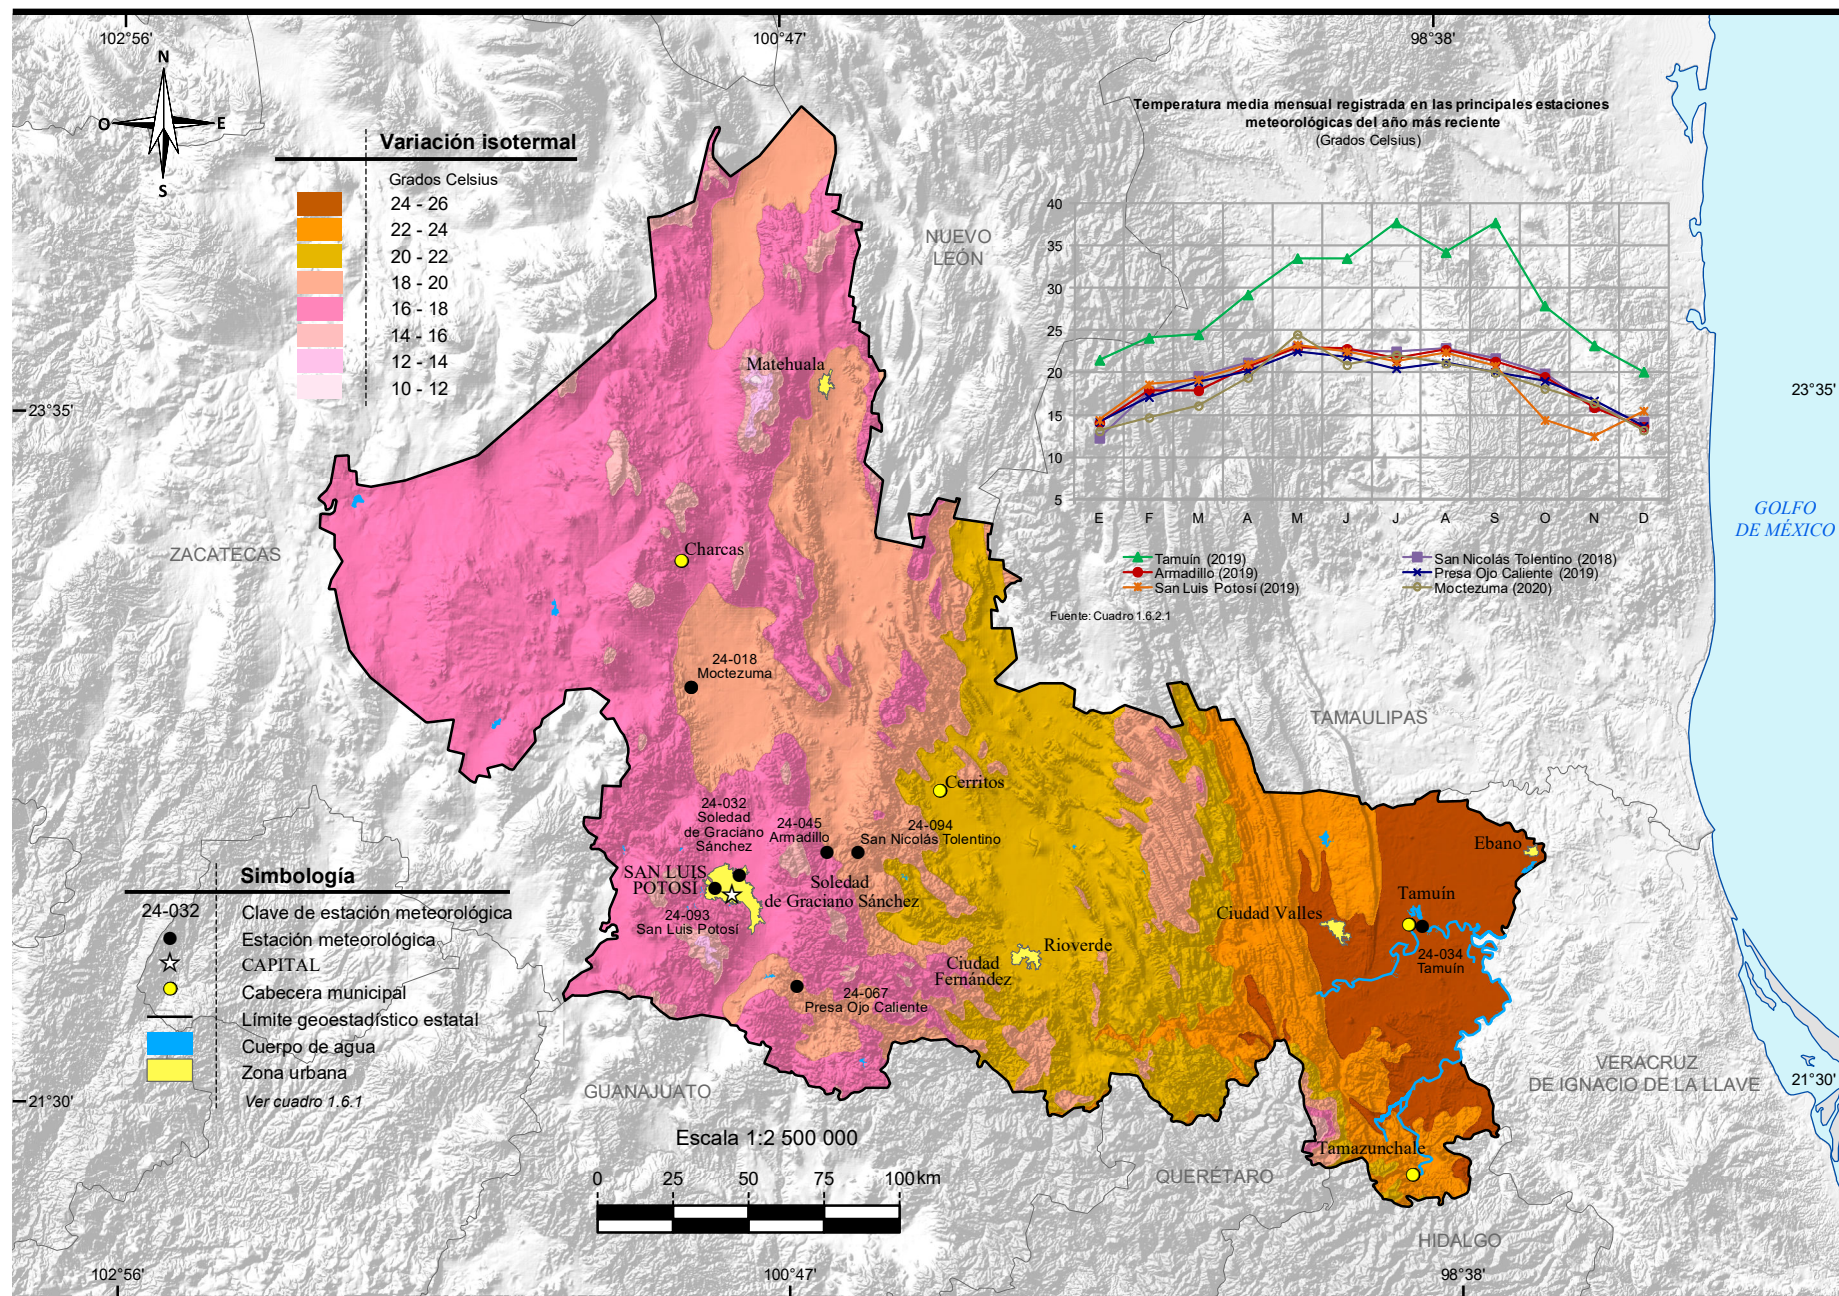 102°56'
100°47'
98°38'
N
O
E
S
Variación isotermal
Grados Celsius
24 - 26
22 - 24
20 - 22
18 - 20
16 - 18
14 - 16
12 - 14
10 - 12
Temperatura media mensual registrada en las principales estaciones
meteorológicas del año más reciente
(Grados Celsius)
40
35
30
25
20
15
10
5
E F M A M J J A S O N D
Tamuín (2019)
Armadillo (2019)
San Luis Potosí (2019)
San Nicolás Tolentino (2018)
Presa Ojo Caliente (2019)
Moctezuma (2020)
Fuente: Cuadro 1.6.2.1
NUEVO
LEÓN
23°35'
23°35'
GOLFO
DE MÉXICO
ZACATECAS
TAMAULIPAS
Matehuala
Charcas
24-018
Moctezuma
Cerritos
24-032
Soledad
de Graciano
Sánchez
24-045
Armadillo
24-094
San Nicolás Tolentino
SAN LUIS
POTOSÍ
Soledad
de Graciano Sánchez
24-093
San Luis Potosí
Ébano
Tamuín
Ciudad Valles
24-034
Tamuín
Rioverde
Ciudad
Fernández
24-067
Presa Ojo Caliente
Simbología
24-032 Clave de estación meteorológica
Estación meteorológica
CAPITAL
Cabecera municipal
Límite geoestadístico estatal
Cuerpo de agua
Zona urbana
Ver cuadro 1.6.1
GUANAJUATO
VERACRUZ
DE IGNACIO DE LA LLAVE
21°30'
21°30'
Escala 1:2 500 000
0 25 50 75 100 km
Tamazunchale
QUERÉTARO
HIDALGO
102°56'
100°47'
98°38'